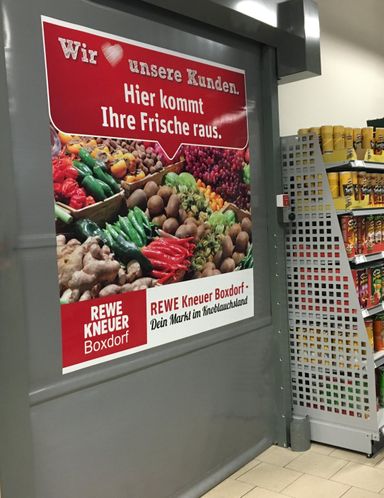 Wir ❤ unsere Kunden.
Hier kommt
Ihre Frische raus.
REWE
KNEUER
Boxdorf
REWE Kneuer Boxdorf -
Dein Markt im Knoblauchsland